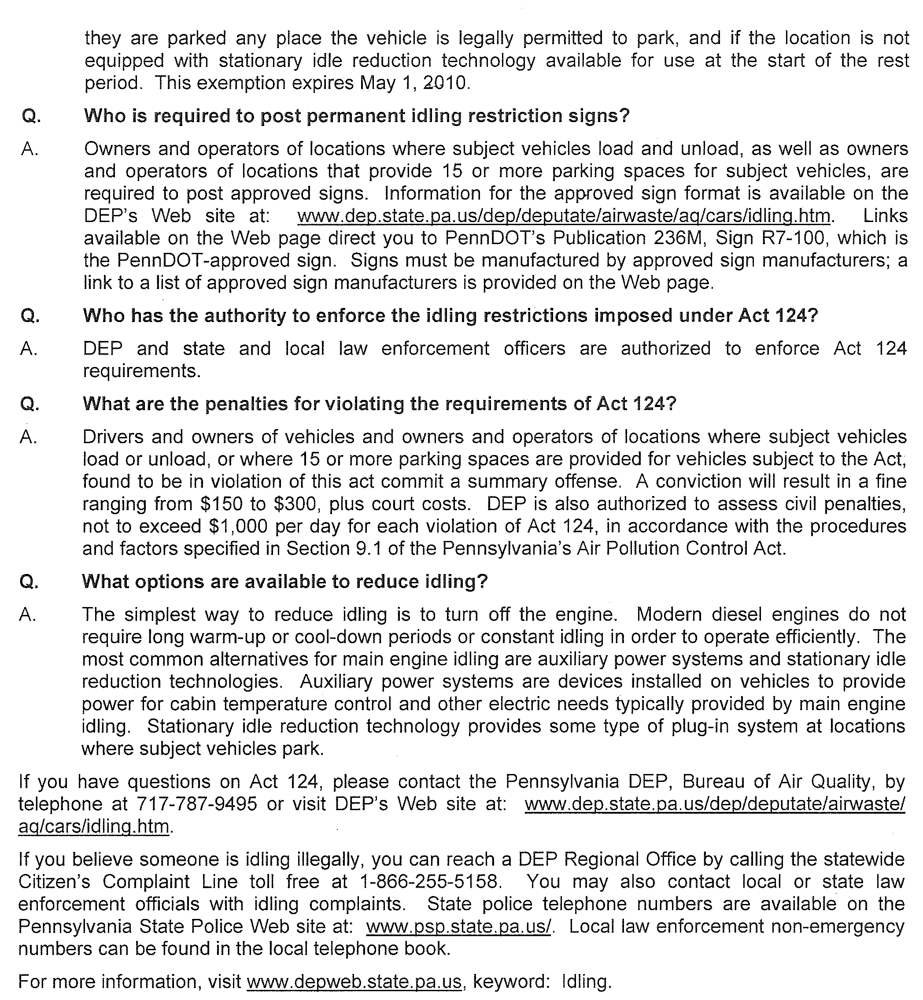 they are parked any place the vehicle is legally permitted to park, and if the location is not
equipped with stationary idle reduction technology available for use at the start of the rest
period. This exemption expires May 1, 2010.
Q. Who is required to post permanent idling restriction signs?
A. Owners and operators of locations where subject vehicles load and unload, as well as owners
and operators of locations that provide 15 or more parking spaces for subject vehicles, are
required to post approved signs. Information for the approved sign format is available on the
DEP's Web site at: www.dep.state.pa.us/dep/deputate/airwaste/aq/cars/idling.htm. Links
available on the Web page direct you to PennDOT's Publication 236M, Sign R7-100, which is
the PennDOT-approved sign. Signs must be manufactured by approved sign manufacturers; a
link to a list of approved sign manufacturers is provided on the Web page.
Q. Who has the authority to enforce the idling restrictions imposed under Act 124?
A. DEP and state and local law enforcement officers are authorized to enforce Act 124
requirements.
Q. What are the penalties for violating the requirements of Act 124?
A. Drivers and owners of vehicles and owners and operators of locations where subject vehicles
load or unload, or where 15 or more parking spaces are provided for vehicles subject to the Act,
found to be in violation of this act commit a summary offense. A conviction will result in a fine
ranging from $150 to $300, plus court costs. DEP is also authorized to assess civil penalties,
not to exceed $1,000 per day for each violation of Act 124, in accordance with the procedures
and factors specified in Section 9.1 of the Pennsylvania's Air Pollution Control Act.
Q. What options are available to reduce idling?
A. The simplest way to reduce idling is to turn off the engine. Modern diesel engines do not
require long warm-up or cool-down periods or constant idling in order to operate efficiently. The
most common alternatives for main engine idling are auxiliary power systems and stationary idle
reduction technologies. Auxiliary power systems are devices installed on vehicles to provide
power for cabin temperature control and other electric needs typically provided by main engine
idling. Stationary idle reduction technology provides some type of plug-in system at locations
where subject vehicles park.
If you have questions on Act 124, please contact the Pennsylvania DEP, Bureau of Air Quality, by
telephone at 717-787-9495 or visit DEP's Web site at: www.dep.state.pa.us/dep/deputate/airwaste/
aq/cars/idling.htm.
If you believe someone is idling illegally, you can reach a DEP Regional Office by calling the statewide
Citizen's Complaint Line toll free at 1-866-255-5158. You may also contact local or state law
enforcement officials with idling complaints. State police telephone numbers are available on the
Pennsylvania State Police Web site at: www.psp.state.pa.us/. Local law enforcement non-emergency
numbers can be found in the local telephone book.
For more information, visit www.depweb.state.pa.us, keyword: Idling.